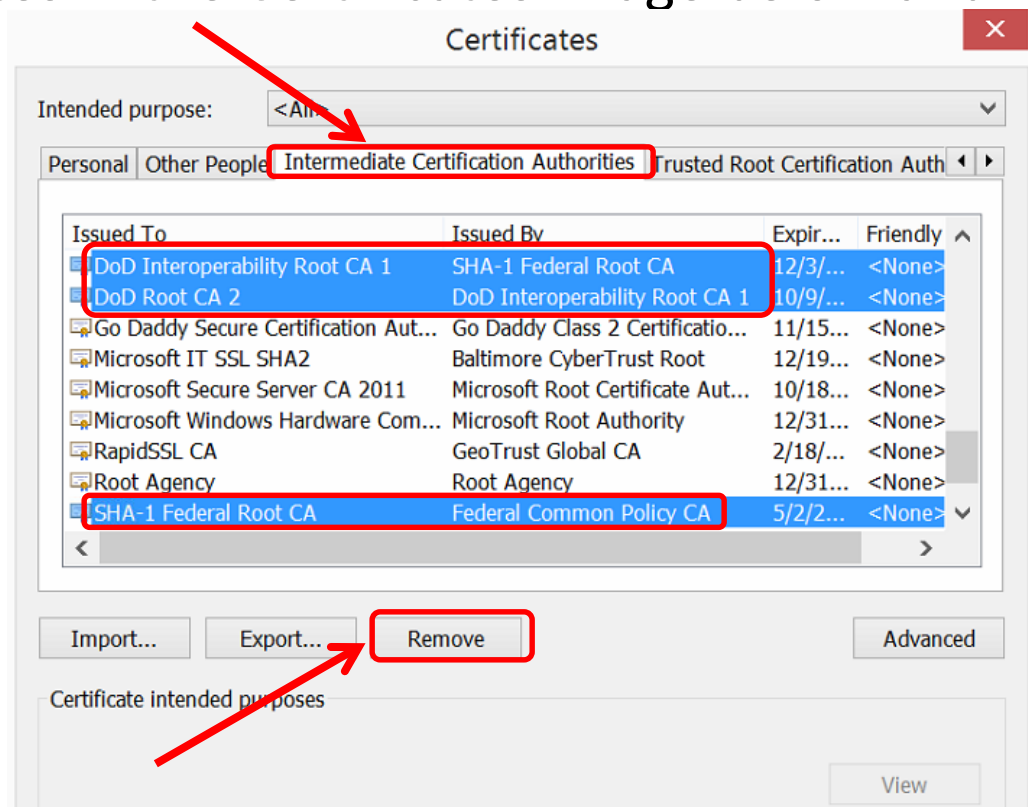 Certificates
Intended purpose: <All>
Personal Other People Intermediate Certification Authorities Trusted Root Certification Auth
Issued To Issued By Expir... Friendly
DoD Interoperability Root CA 1 SHA-1 Federal Root CA 12/3/... <None>
DoD Root CA 2 DoD Interoperability Root CA 1 10/9/... <None>
Go Daddy Secure Certification Aut... Go Daddy Class 2 Certificatio... 11/15... <None>
Microsoft IT SSL SHA2 Baltimore CyberTrust Root 12/19... <None>
Microsoft Secure Server CA 2011 Microsoft Root Certificate Aut... 10/18... <None>
Microsoft Windows Hardware Com... Microsoft Root Authority 12/31... <None>
RapidSSL CA GeoTrust Global CA 2/18/... <None>
Root Agency Root Agency 12/31... <None>
SHA-1 Federal Root CA Federal Common Policy CA 5/2/2... <None>
Import... Export... Remove Advanced
Certificate intended purposes
View